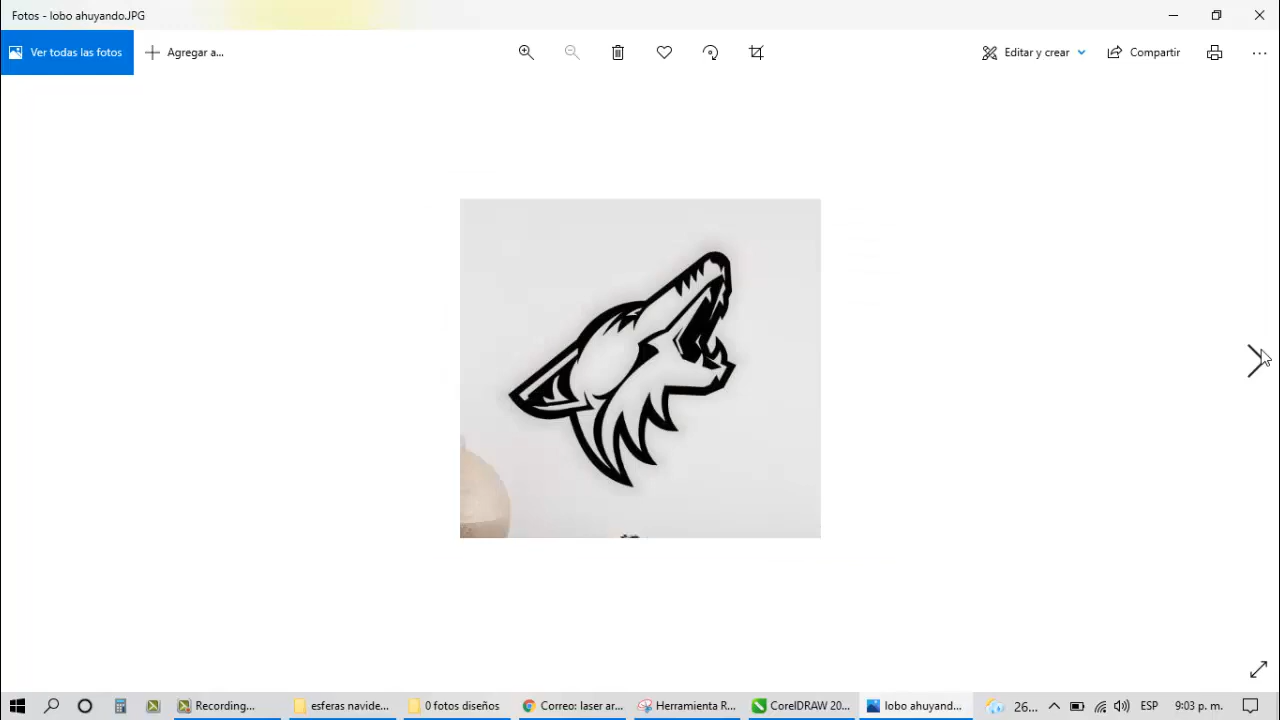 Fotos - lobo ahuyando.JPG
Ver todas las fotos
Agregar a...
Editar y crear
Compartir
Recording...
esferas navide...
0 fotos diseños
Correo: laser ar...
Herramienta R...
CorelDRAW 20...
lobo ahuyand...
26...
ESP
9:03 p. m.